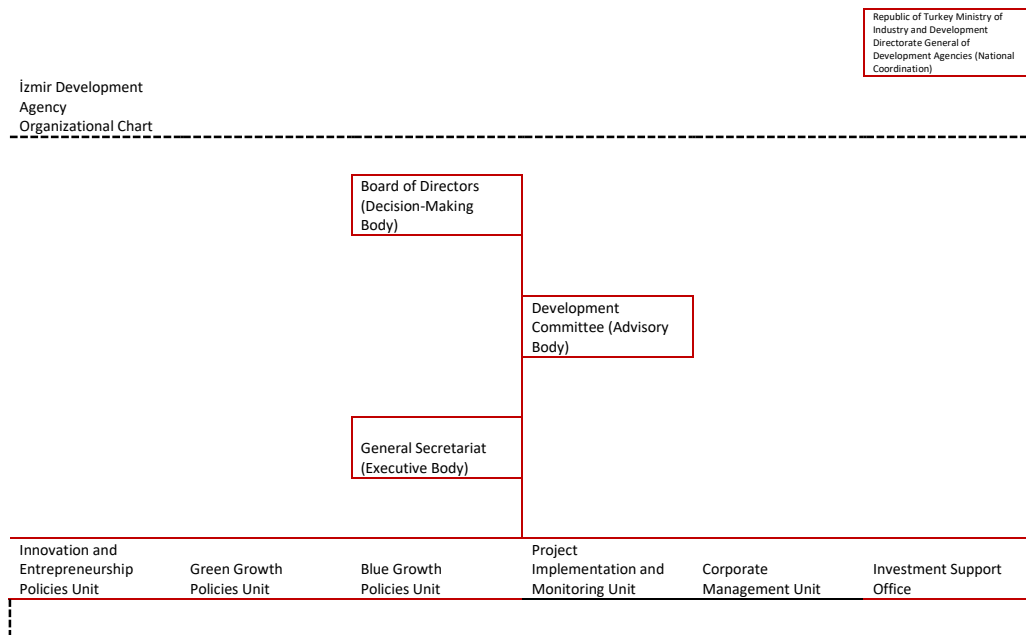 Republic of Turkey Ministry of
Industry and Development
Directorate General of
Development Agencies (National
Coordination)
İzmir Development
Agency
Organizational Chart
Board of Directors
(Decision-Making
Body)
Development
Committee (Advisory
Body)
General Secretariat
(Executive Body)
Innovation and
Entrepreneurship
Policies Unit
Green Growth
Policies Unit
Blue Growth
Policies Unit
Project
Implementation and
Monitoring Unit
Corporate
Management Unit
Investment Support
Office